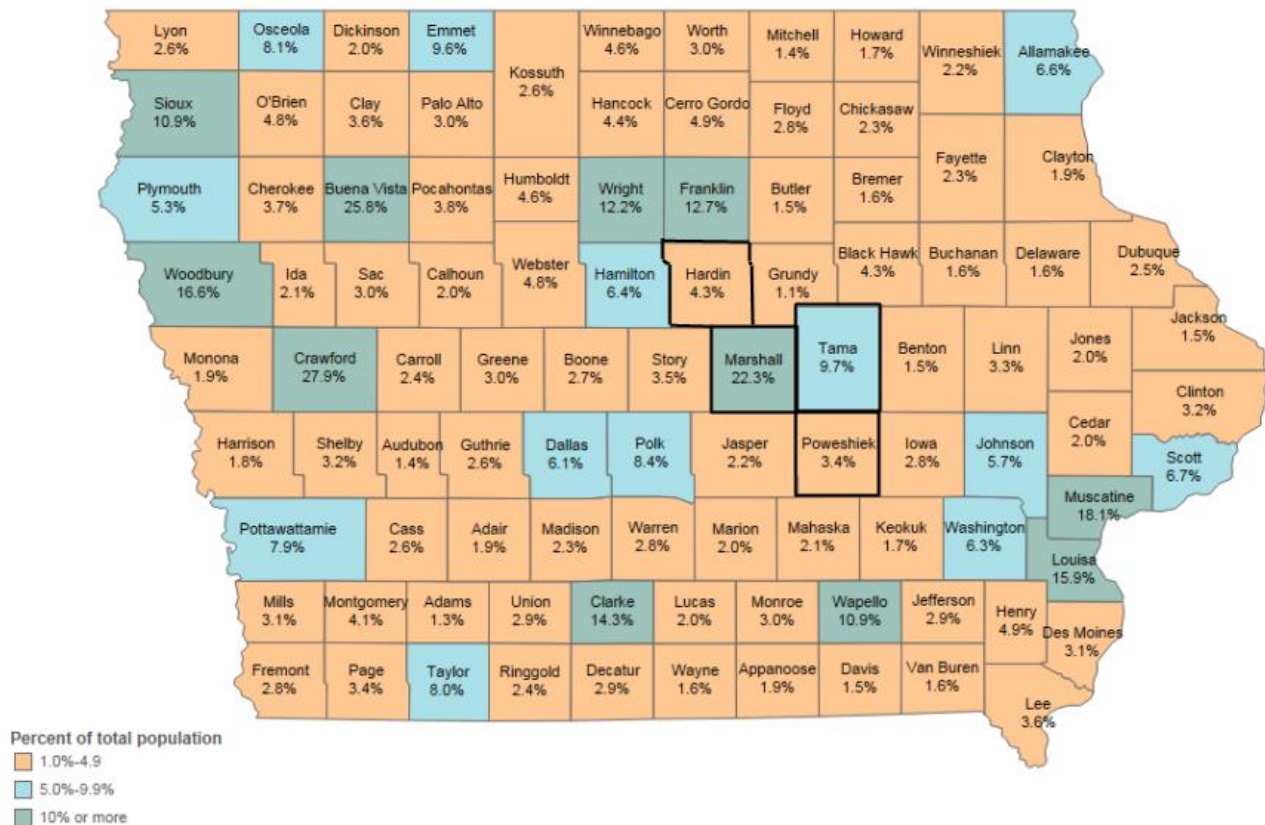 Lyon
2.6%
Osceola
8.1%
Dickinson
2.0%
Emmet
9.6%
Kossuth
2.6%
Winnebago
4.6%
Worth
3.0%
Mitchell
1.4%
Howard
1.7%
Winneshiek
2.2%
Allamakee
6.6%
Sioux
10.9%
O'Brien
4.8%
Clay
3.6%
Palo Alto
3.0%
Hancock
4.4%
Cerro Gordo
4.9%
Floyd
2.8%
Chickasaw
2.3%
Fayette
2.3%
Clayton
1.9%
Plymouth
5.3%
Cherokee
3.7%
Buena Vista
25.8%
Pocahontas
3.8%
Humboldt
4.6%
Wright
12.2%
Franklin
12.7%
Butler
1.5%
Bremer
1.6%
Woodbury
16.6%
Ida
2.1%
Sac
3.0%
Calhoun
2.0%
Webster
4.8%
Hamilton
6.4%
Hardin
4.3%
Grundy
1.1%
Black Hawk
4.3%
Buchanan
1.6%
Delaware
1.6%
Dubuque
2.5%
Monona
1.9%
Crawford
27.9%
Carroll
2.4%
Greene
3.0%
Boone
2.7%
Story
3.5%
Marshall
22.3%
Tama
9.7%
Benton
1.5%
Linn
3.3%
Jones
2.0%
Jackson
1.5%
Clinton
3.2%
Harrison
1.8%
Shelby
3.2%
Audubon
1.4%
Guthrie
2.6%
Dallas
6.1%
Polk
8.4%
Jasper
2.2%
Poweshiek
3.4%
Iowa
2.8%
Johnson
5.7%
Cedar
2.0%
Scott
6.7%
Muscatine
18.1%
Pottawattamie
7.9%
Cass
2.6%
Adair
1.9%
Madison
2.3%
Warren
2.8%
Marion
2.0%
Mahaska
2.1%
Keokuk
1.7%
Washington
6.3%
Louisa
15.9%
Mills
3.1%
Montgomery
4.1%
Adams
1.3%
Union
2.9%
Clarke
14.3%
Lucas
2.0%
Monroe
3.0%
Wapello
10.9%
Jefferson
2.9%
Henry
4.9%
Des Moines
3.1%
Fremont
2.8%
Page
3.4%
Taylor
8.0%
Ringgold
2.4%
Decatur
2.9%
Wayne
1.6%
Appanoose
1.9%
Davis
1.5%
Van Buren
1.6%
Lee
3.6%
Percent of total population
1.0%-4.9
5.0%-9.9%
10% or more